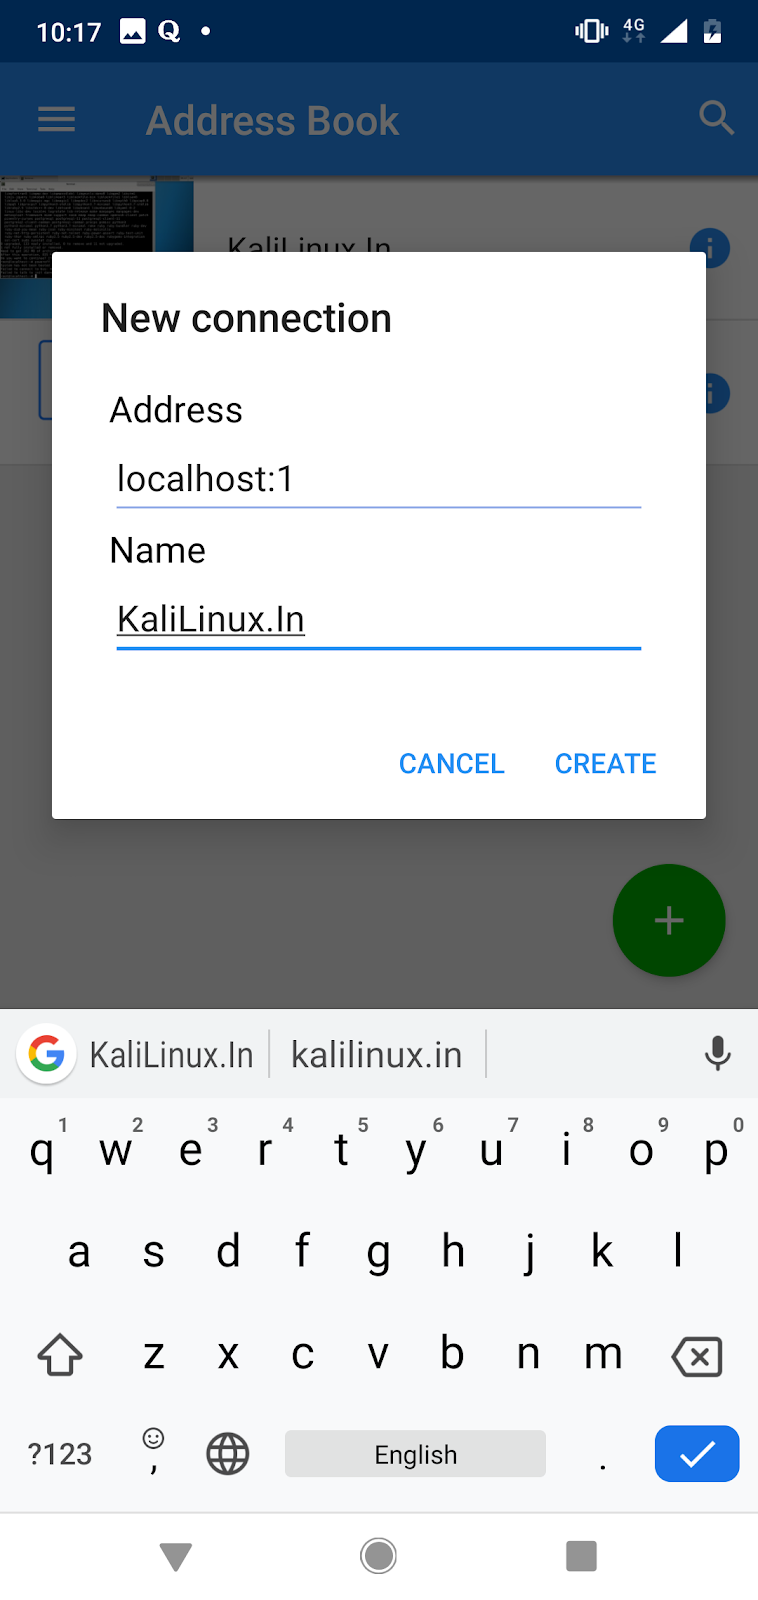 10:17 Q 4G
Address Book
KaliLinux.In
New connection
Address
localhost:1
Name
KaliLinux.In
CANCEL CREATE
+
G KaliLinux.In kalilinux.in
1 2 3 4 5 6 7 8 9 0
q w e r t y u i o p
a s d f g h j k l
z x c v b n m
?123 , English .